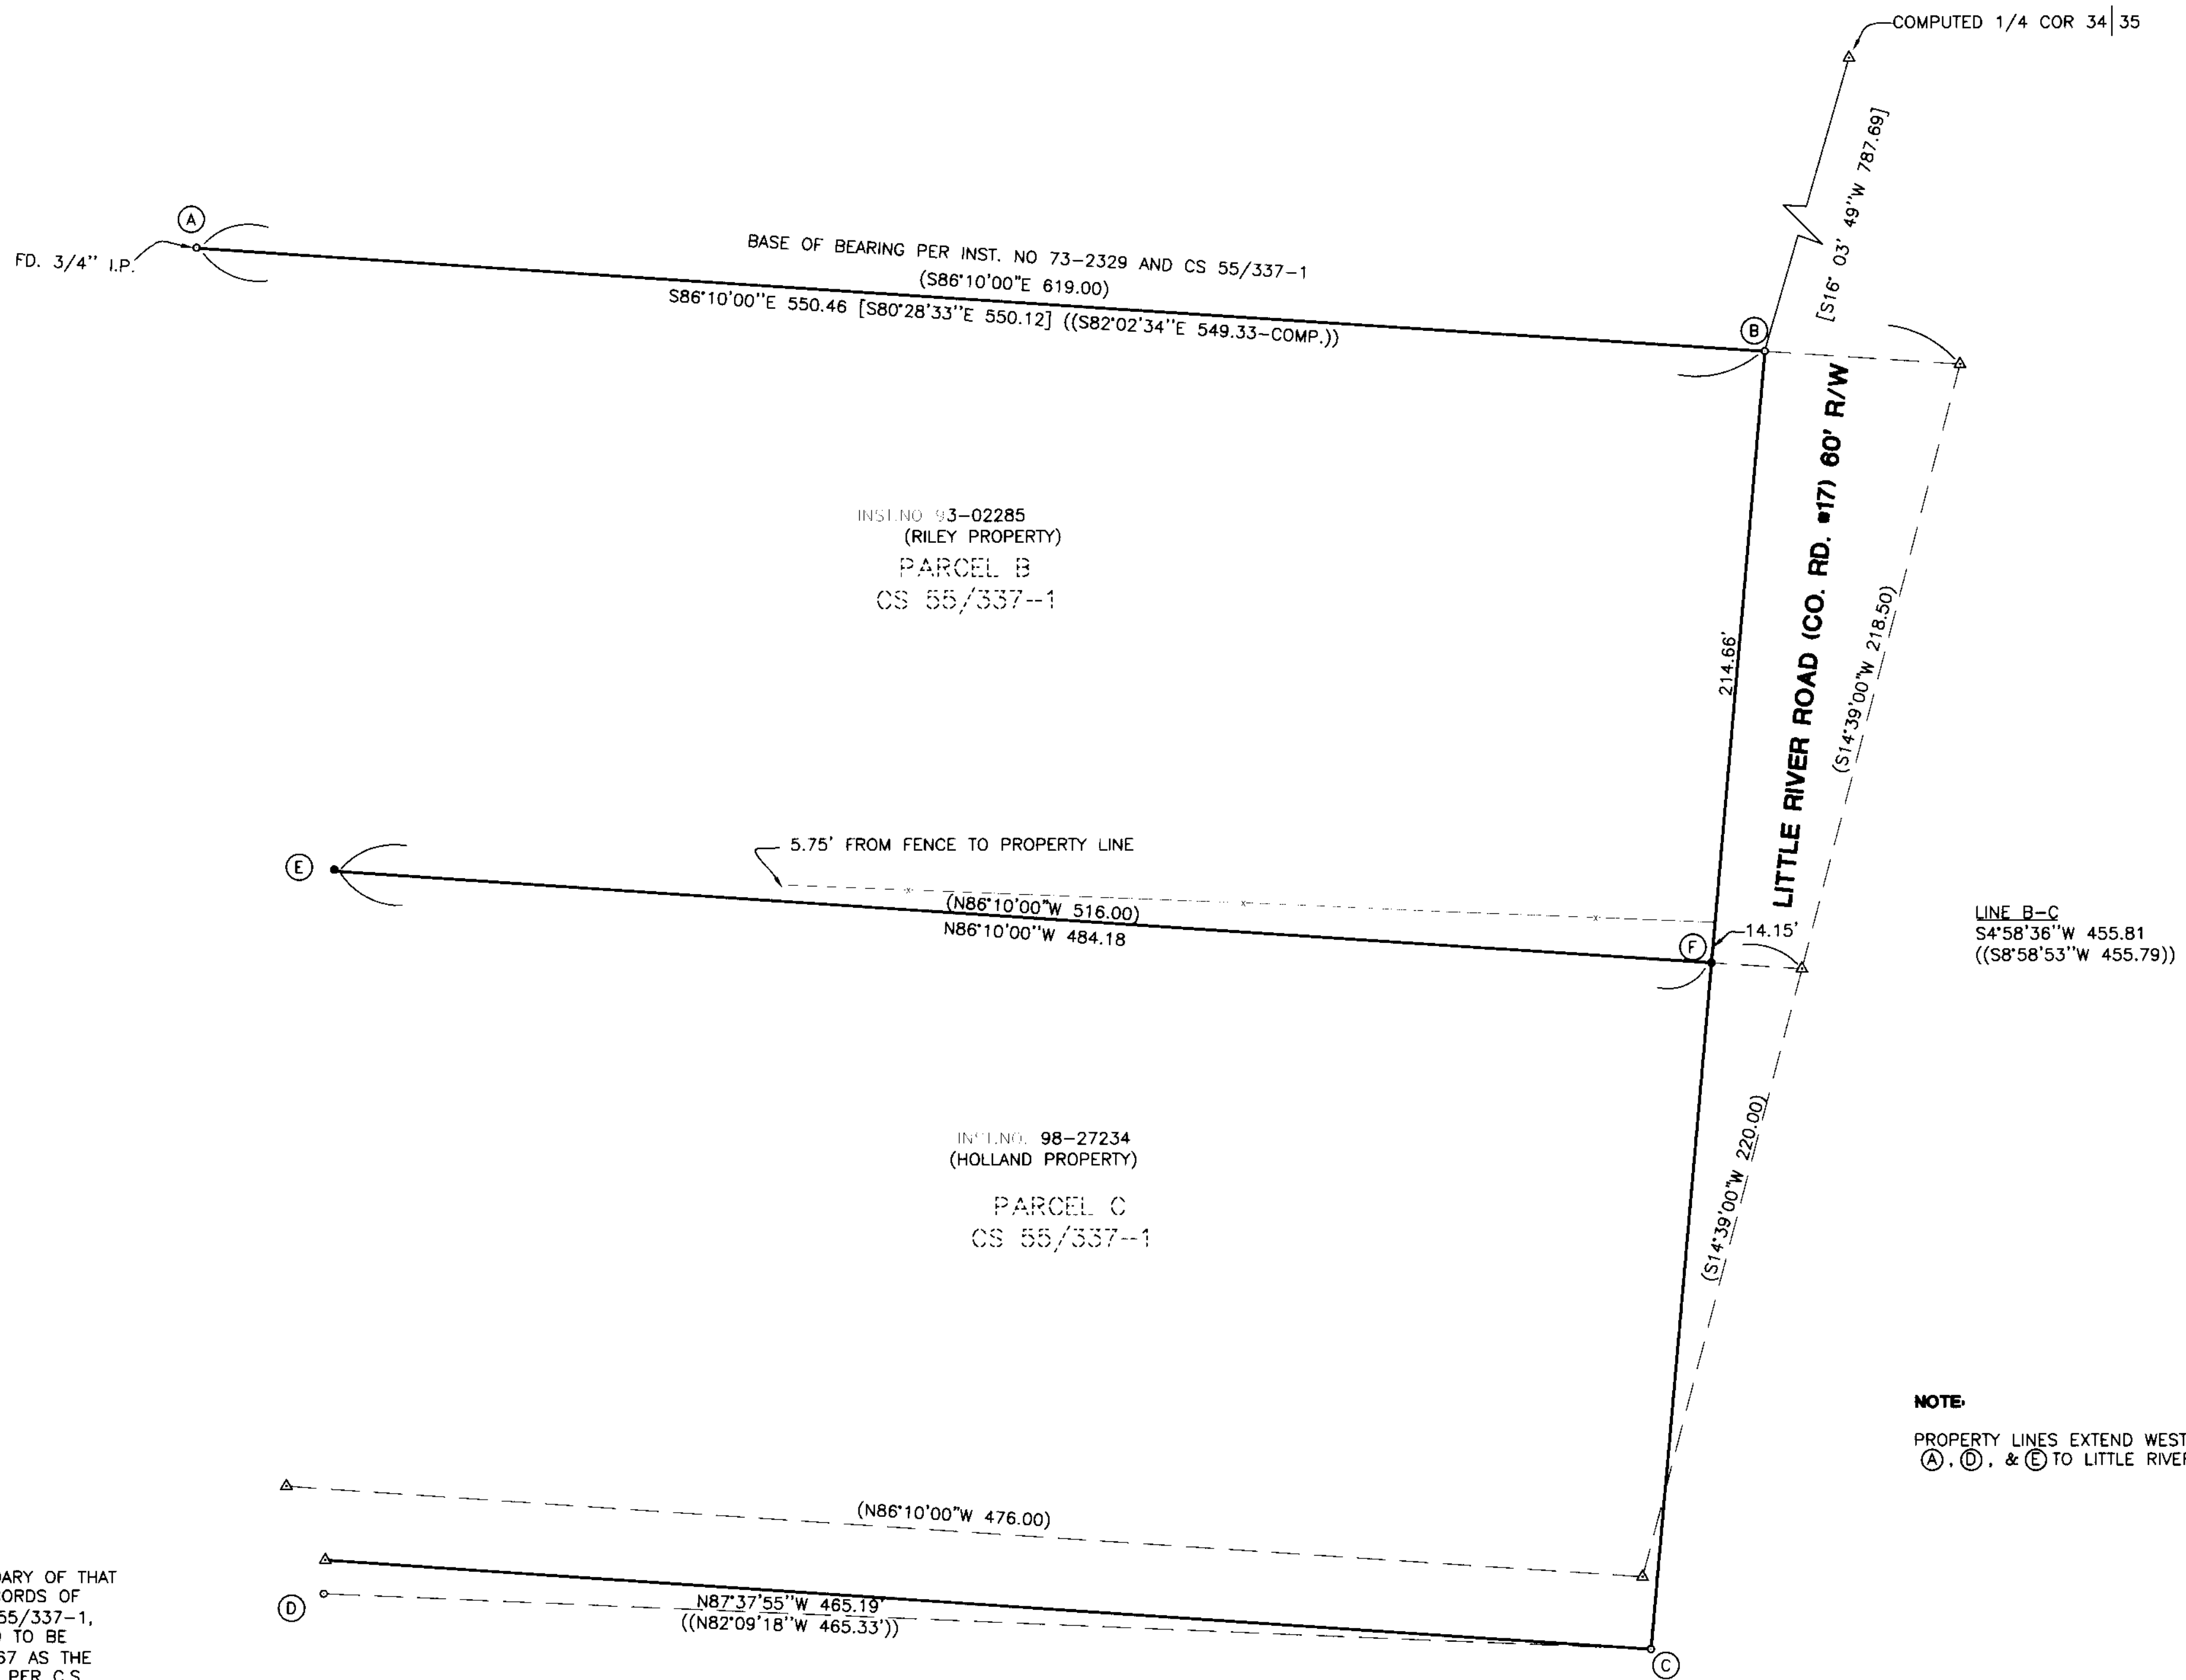 COMPUTED 1/4 COR 34|35
[S16° 03' 49''W 787.69]
A
FD. 3/4'' I.P.
BASE OF BEARING PER INST. NO 73-2329 AND CS 55/337-1
(S86°10'00"E 619.00)
S86°10'00''E 550.46 [S80°28'33''E 550.12] ((S82°02'34''E 549.33-COMP.))
B
INST.NO 93-02285
(RILEY PROPERTY)
PARCEL B
CS 55/337-1
214.66'
LITTLE RIVER ROAD (CO. RD. #17) 60' R/W
(S14°39'00''W 218.50)
5.75' FROM FENCE TO PROPERTY LINE
E
(N86°10'00"W 516.00)
N86°10'00''W 484.18
F
14.15'
LINE B-C
S4°58'36''W 455.81
((S8°58'53''W 455.79))
INST.NO. 98-27234
(HOLLAND PROPERTY)
PARCEL C
CS 55/337-1
(S14°39'00"W 220.00)
NOTE:
PROPERTY LINES EXTEND WEST
A, D, & E TO LITTLE RIVER
(N86°10'00"W 476.00)
D
N87°37'55''W 465.19'
((N82°09'18''W 465.33'))
C
DARY OF THAT
CORDS OF
55/337-1,
TO BE
67 AS THE
PER C.S.